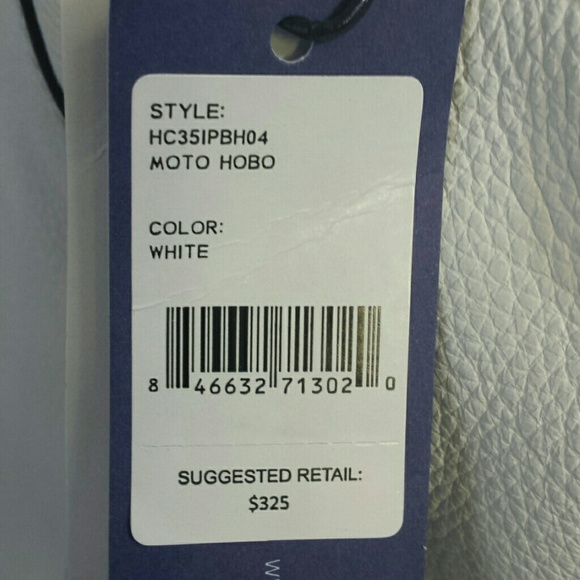 STYLE:
HC35IPBH04
MOTO HOBO
COLOR:
WHITE
8 46632 71302 0
SUGGESTED RETAIL:
$325
W